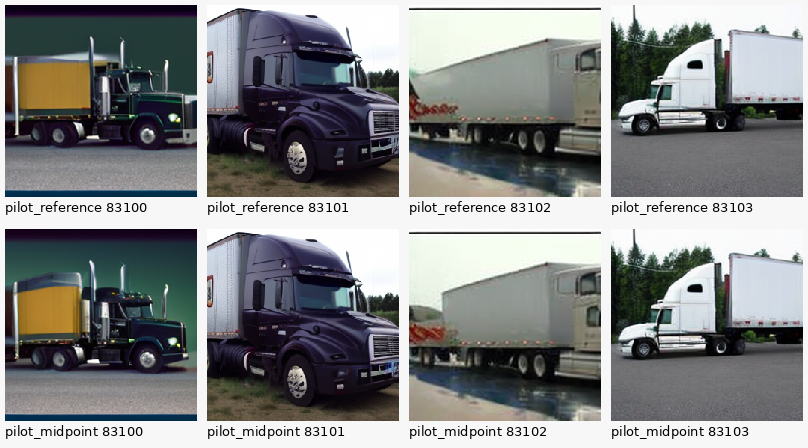 pilot_reference 83100
pilot_reference 83101
pilot_reference 83102
pilot_reference 83103
pilot_midpoint 83100
pilot_midpoint 83101
pilot_midpoint 83102
pilot_midpoint 83103